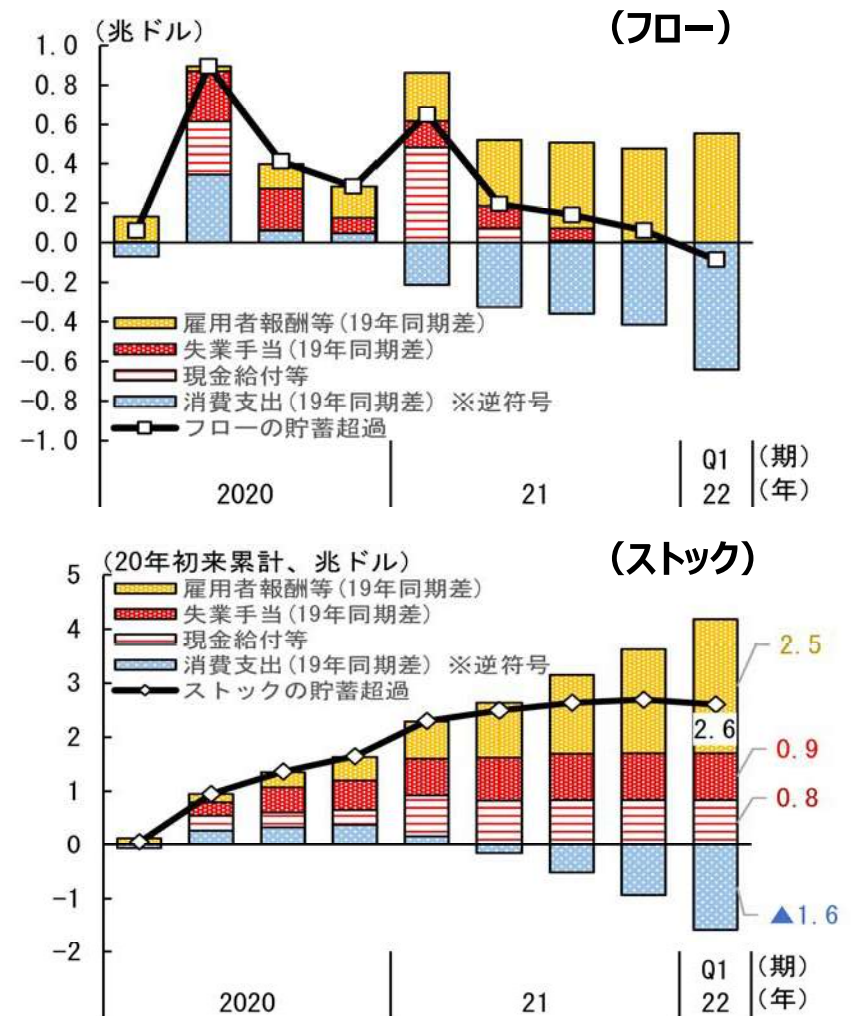 (フロー)
(兆ドル)
1.0
0.8
0.6
0.4
0.2
0.0
-0.2
-0.4
-0.6
-0.8
-1.0
雇用者報酬等(19年同期差)
失業手当(19年同期差)
現金給付等
消費支出(19年同期差) ※逆符号
フローの貯蓄超過
Q1 (期)
2020 21 22 (年)
(ストック)
(20年初来累計、兆ドル)
5
4
3
2
1
0
-1
-2
雇用者報酬等(19年同期差)
失業手当(19年同期差)
現金給付等
消費支出(19年同期差) ※逆符号
ストックの貯蓄超過
2.5
2.6
0.9
0.8
▲1.6
Q1 (期)
2020 21 22 (年)